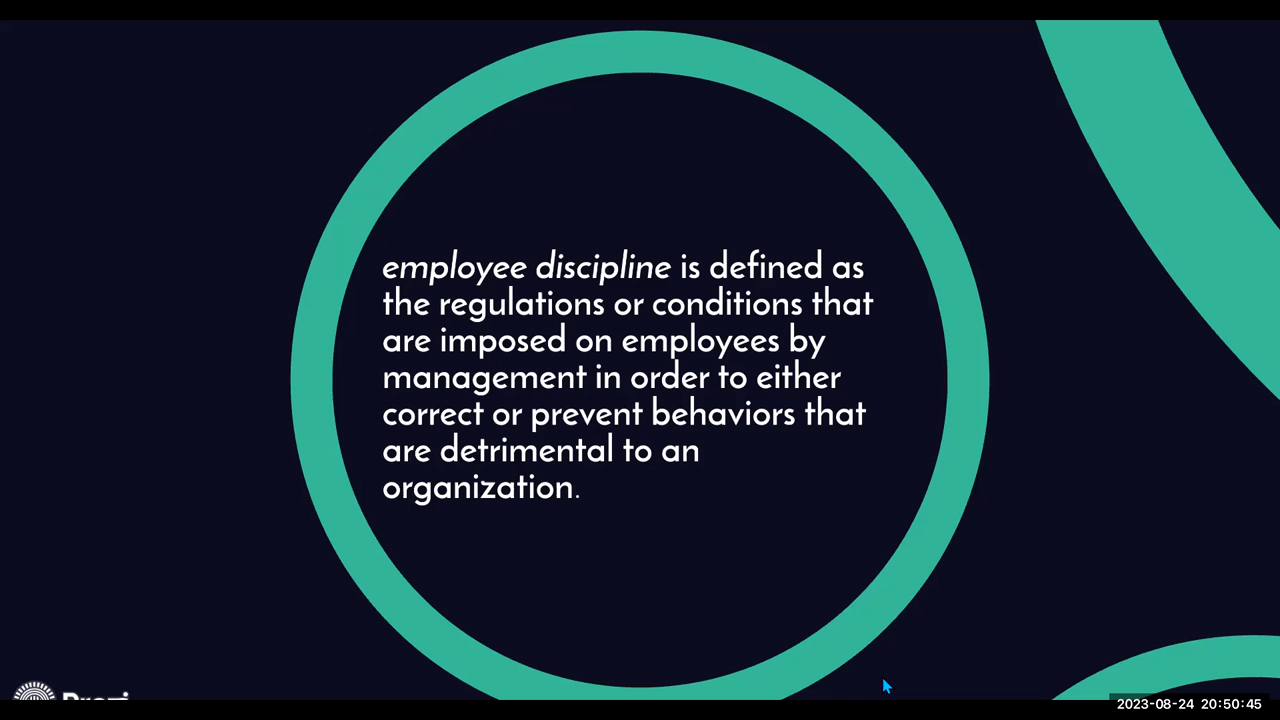 employee discipline is defined as
the regulations or conditions that
are imposed on employees by
management in order to either
correct or prevent behaviors that
are detrimental to an
organization.
Prezi
2023-08-24 20:50:45